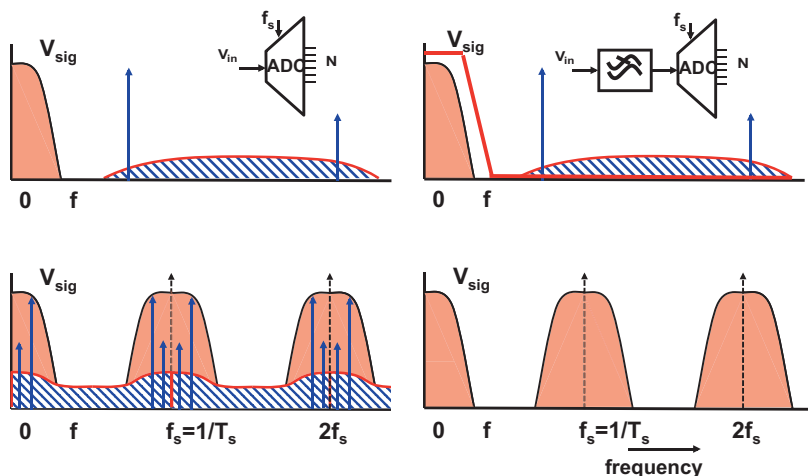 fs
Vsig
Vin
ADC
N
0 f
fs
Vsig
Vin
ADC
N
0 f
Vsig
0 f fs=1/Ts 2fs
Vsig
0 f fs=1/Ts 2fs
frequency